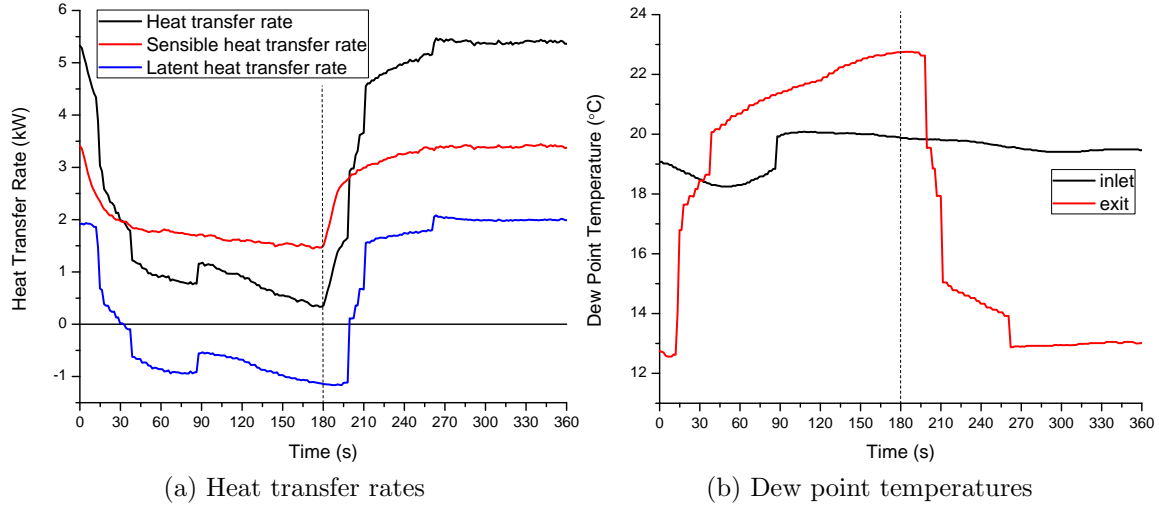 Heat transfer rate
Sensible heat transfer rate
Latent heat transfer rate
Heat Transfer Rate (kW)
6
5
4
3
2
1
0
-1
0 30 60 90 120 150 180 210 240 270 300 330 360
Time (s)
(a) Heat transfer rates
inlet
exit
Dew Point Temperature (°C)
24
22
20
18
16
14
12
0 30 60 90 120 150 180 210 240 270 300 330 360
Time (s)
(b) Dew point temperatures